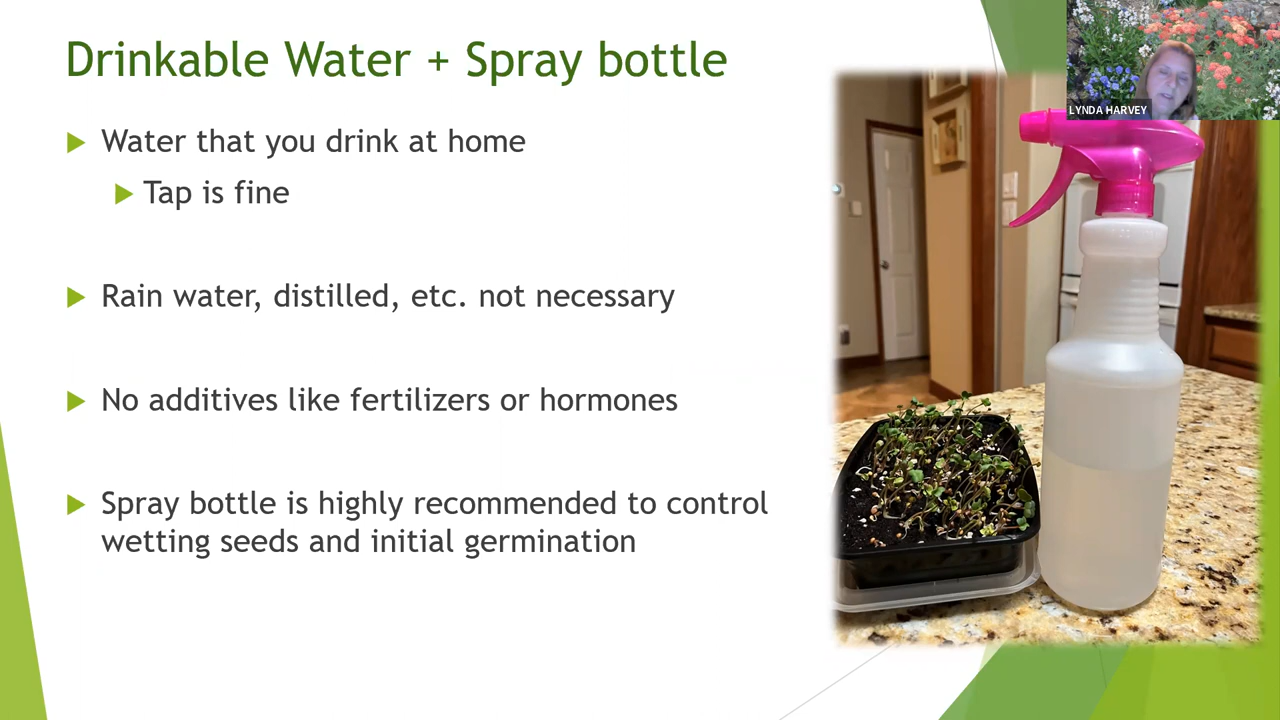 Drinkable Water + Spray bottle
Water that you drink at home
Tap is fine
Rain water, distilled, etc. not necessary
No additives like fertilizers or hormones
Spray bottle is highly recommended to control
wetting seeds and initial germination
LYNDA HARVEY